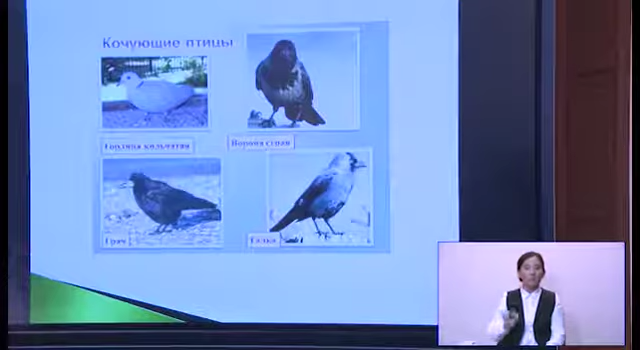 Кочующие птицы
Горлица кольчатая
Ворона серая
Грач
Галка